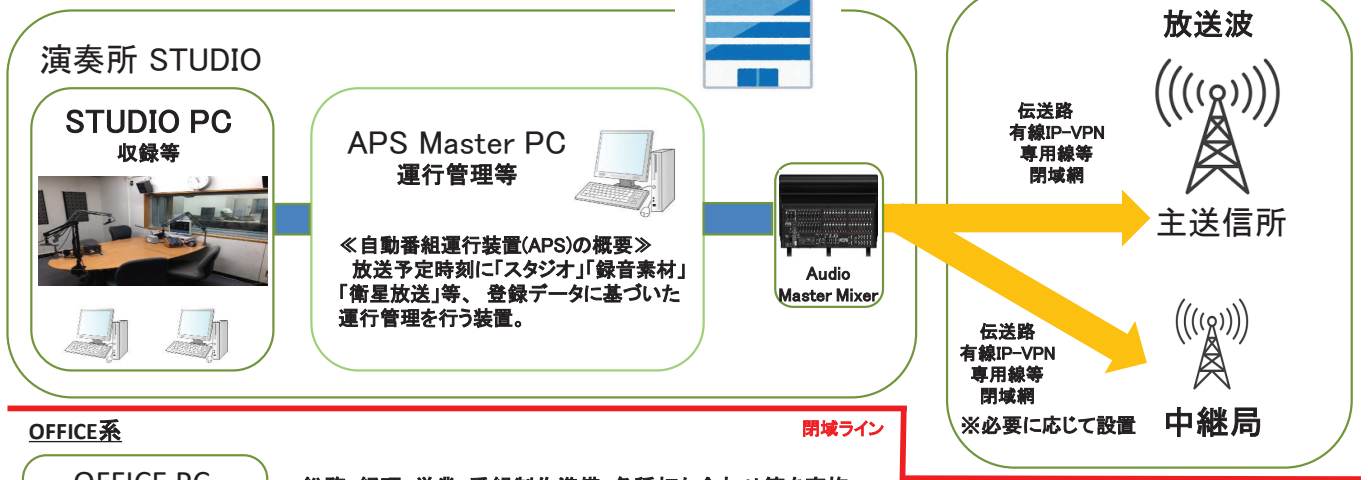 演奏所 STUDIO
STUDIO PC
収録等
APS Master PC
運行管理等
≪自動番組運行装置(APS)の概要≫
放送予定時刻に「スタジオ」「録音素材」
「衛星放送」等、 登録データに基づいた
運行管理を行う装置。
Audio
Master Mixer
放送波
伝送路
有線IP-VPN
専用線等
閉域網
主送信所
伝送路
有線IP-VPN
専用線等
閉域網
※必要に応じて設置
中継局
閉域ライン
OFFICE系
OFFICE PC